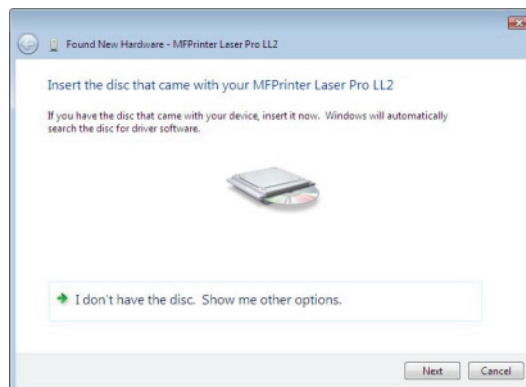 Found New Hardware - MFPrinter Laser Pro LL2
Insert the disc that came with your MFPrinter Laser Pro LL2
If you have the disc that came with your device, insert it now. Windows will automatically
search the disc for driver software.
I don't have the disc. Show me other options.
Next Cancel